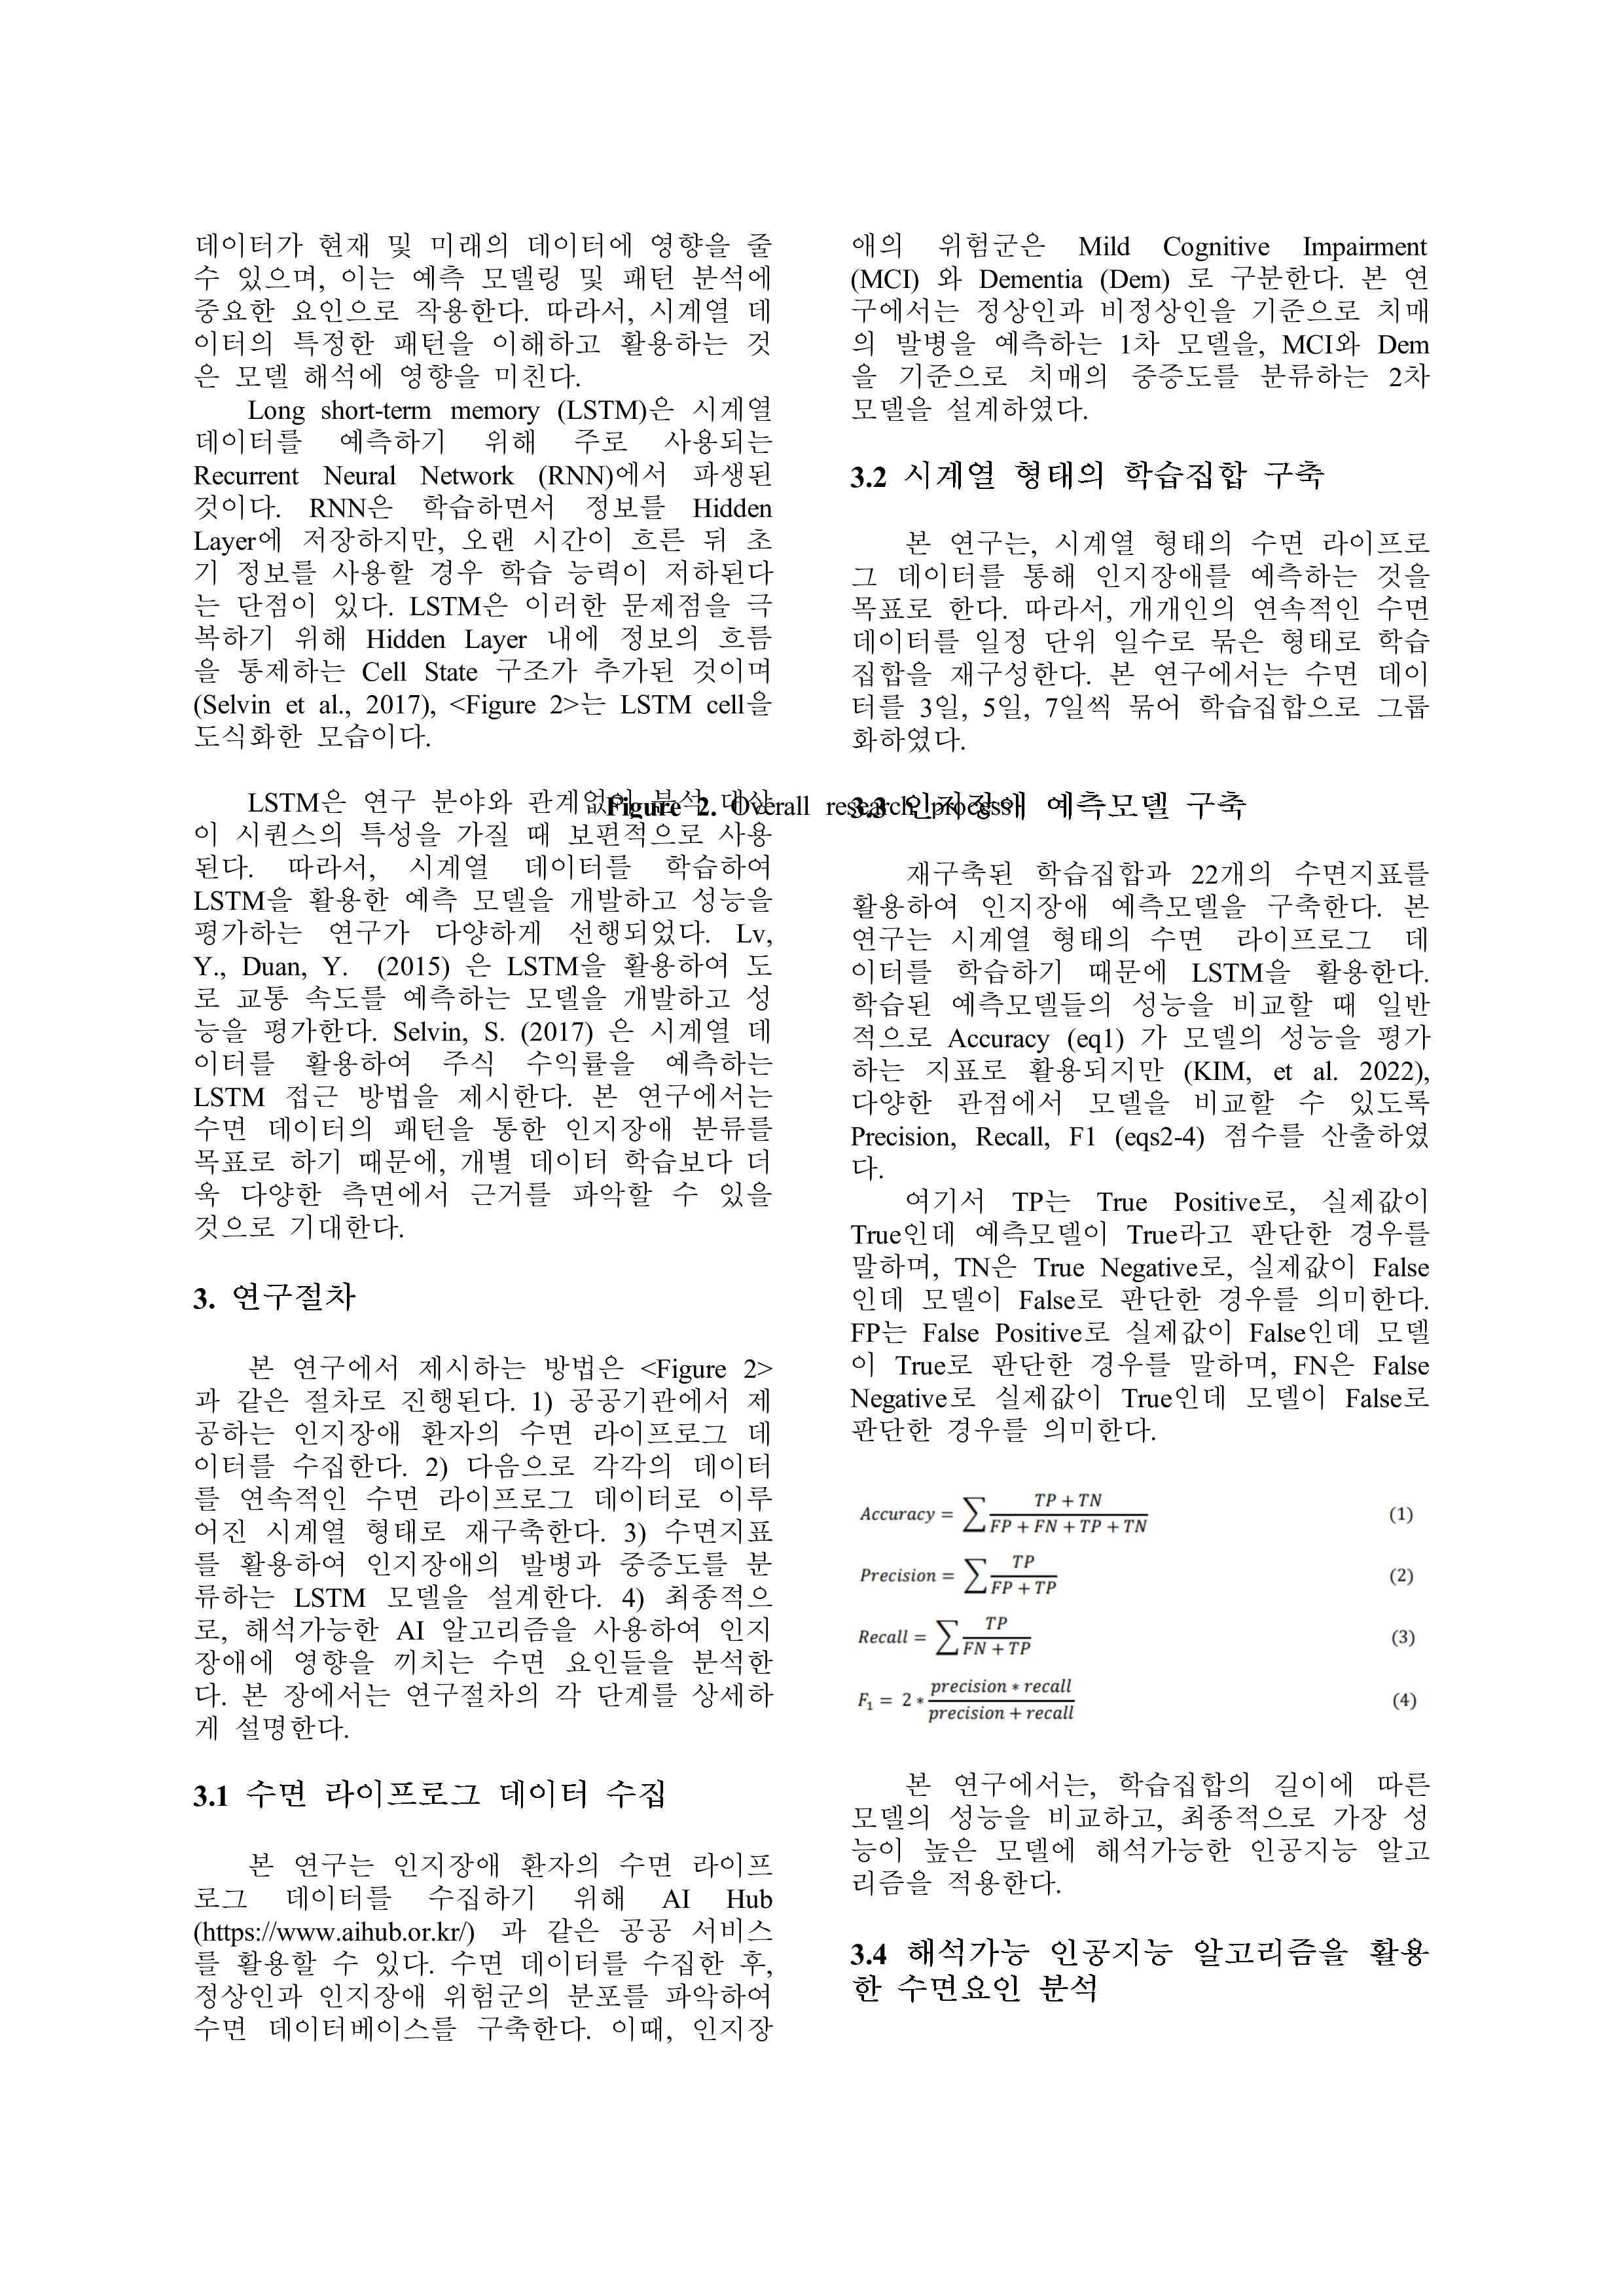 데이터가 현재 및 미래의 데이터에 영향을 줄
수 있으며, 이는 예측 모델링 및 패턴 분석에
중요한 요인으로 작용한다. 따라서, 시계열 데
이터의 특정한 패턴을 이해하고 활용하는 것
은 모델 해석에 영향을 미친다.
Long short-term memory (LSTM)은 시계열
데이터를 예측하기 위해 주로 사용되는
Recurrent Neural Network (RNN)에서 파생된
것이다. RNN은 학습하면서 정보를 Hidden
Layer에 저장하지만, 오랜 시간이 흐른 뒤 초
기 정보를 사용할 경우 학습 능력이 저하된다
는 단점이 있다. LSTM은 이러한 문제점을 극
복하기 위해 Hidden Layer 내에 정보의 흐름
을 통제하는 Cell State 구조가 추가된 것이며
(Selvin et al., 2017), <Figure 2>는 LSTM cell을
도식화한 모습이다.
LSTM은 연구 분야와 관계없이 분석 대상
이 시퀀스의 특성을 가질 때 보편적으로 사용
된다. 따라서, 시계열 데이터를 학습하여
LSTM을 활용한 예측 모델을 개발하고 성능을
평가하는 연구가 다양하게 선행되었다. Lv,
Y., Duan, Y. (2015) 은 LSTM을 활용하여 도
로 교통 속도를 예측하는 모델을 개발하고 성
능을 평가한다. Selvin, S. (2017) 은 시계열 데
이터를 활용하여 주식 수익률을 예측하는
LSTM 접근 방법을 제시한다. 본 연구에서는
수면 데이터의 패턴을 통한 인지장애 분류를
목표로 하기 때문에, 개별 데이터 학습보다 더
욱 다양한 측면에서 근거를 파악할 수 있을
것으로 기대한다.
3. 연구절차
본 연구에서 제시하는 방법은 <Figure 2>
과 같은 절차로 진행된다. 1) 공공기관에서 제
공하는 인지장애 환자의 수면 라이프로그 데
이터를 수집한다. 2) 다음으로 각각의 데이터
를 연속적인 수면 라이프로그 데이터로 이루
어진 시계열 형태로 재구축한다. 3) 수면지표
를 활용하여 인지장애의 발병과 중증도를 분
류하는 LSTM 모델을 설계한다. 4) 최종적으
로, 해석가능한 AI 알고리즘을 사용하여 인지
장애에 영향을 끼치는 수면 요인들을 분석한
다. 본 장에서는 연구절차의 각 단계를 상세하
게 설명한다.
3.1 수면 라이프로그 데이터 수집
본 연구는 인지장애 환자의 수면 라이프
로그 데이터를 수집하기 위해 AI Hub
(https://www.aihub.or.kr/) 과 같은 공공 서비스
를 활용할 수 있다. 수면 데이터를 수집한 후,
정상인과 인지장애 위험군의 분포를 파악하여
수면 데이터베이스를 구축한다. 이때, 인지장
Figure 2. Overall research process
애의 위험군은 Mild Cognitive Impairment
(MCI) 와 Dementia (Dem) 로 구분한다. 본 연
구에서는 정상인과 비정상인을 기준으로 치매
의 발병을 예측하는 1차 모델을, MCI와 Dem
을 기준으로 치매의 중증도를 분류하는 2차
모델을 설계하였다.
3.2 시계열 형태의 학습집합 구축
본 연구는, 시계열 형태의 수면 라이프로
그 데이터를 통해 인지장애를 예측하는 것을
목표로 한다. 따라서, 개개인의 연속적인 수면
데이터를 일정 단위 일수로 묶은 형태로 학습
집합을 재구성한다. 본 연구에서는 수면 데이
터를 3일, 5일, 7일씩 묶어 학습집합으로 그룹
화하였다.
3.3 인지장애 예측모델 구축
재구축된 학습집합과 22개의 수면지표를
활용하여 인지장애 예측모델을 구축한다. 본
연구는 시계열 형태의 수면 라이프로그 데
이터를 학습하기 때문에 LSTM을 활용한다.
학습된 예측모델들의 성능을 비교할 때 일반
적으로 Accuracy (eq1) 가 모델의 성능을 평가
하는 지표로 활용되지만 (KIM, et al. 2022),
다양한 관점에서 모델을 비교할 수 있도록
Precision, Recall, F1 (eqs2-4) 점수를 산출하였
다.
여기서 TP는 True Positive로, 실제값이
True인데 예측모델이 True라고 판단한 경우를
말하며, TN은 True Negative로, 실제값이 False
인데 모델이 False로 판단한 경우를 의미한다.
FP는 False Positive로 실제값이 False인데 모델
이 True로 판단한 경우를 말하며, FN은 False
Negative로 실제값이 True인데 모델이 False로
판단한 경우를 의미한다.
Accuracy = ∑ (TP + TN) / (FP + FN + TP + TN) (1)
Precision = ∑ TP / (FP + TP) (2)
Recall = ∑ TP / (FN + TP) (3)
F₁ = 2 * (precision * recall) / (precision + recall) (4)
본 연구에서는, 학습집합의 길이에 따른
모델의 성능을 비교하고, 최종적으로 가장 성
능이 높은 모델에 해석가능한 인공지능 알고
리즘을 적용한다.
3.4 해석가능 인공지능 알고리즘을 활용
한 수면요인 분석